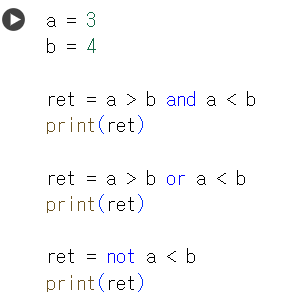 a = 3
b = 4
ret = a > b and a < b
print(ret)
ret = a > b or a < b
print(ret)
ret = not a < b
print(ret)